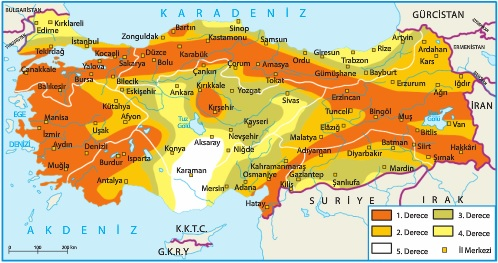 BULGARİSTAN
KARADENİZ
GÜRCİSTAN
Kırklareli
Edirne
Tekirdağ
İstanbul
Kocaeli
Zonguldak
Bartın
Kastamonu
Sinop
Samsun
Ordu
Giresun
Trabzon
Rize
Artvin
Ardahan
Kars
ERMENİSTAN
Çanakkale
Yalova
Sakarya
Düzce
Bolu
Karabük
Çankırı
Çorum
Amasya
Tokat
Gümüşhane
Bayburt
Erzurum
Ağrı
Iğdır
İRAN
Balıkesir
Bursa
Bilecik
Eskişehir
Ankara
Kırıkkale
Yozgat
Sivas
Erzincan
Tunceli
Bingöl
Muş
EGE
DENİZİ
Manisa
Kütahya
Uşak
Afyon
Kırşehir
Kayseri
Malatya
Elazığ
Bitlis
Van
İzmir
Aydın
Denizli
Isparta
Burdur
Tuz
Gölü
Aksaray
Nevşehir
Niğde
Adıyaman
Diyarbakır
Batman
Siirt
Hakkari
Şırnak
Muğla
Antalya
Konya
Karaman
Mersin
Adana
Osmaniye
Kahramanmaraş
Gaziantep
Kilis
Şanlıurfa
Mardin
Hatay
SURİYE
IRAK
AKDENİZ
K.K.T.C.
G.K.R.Y
0 100 200 km
1. Derece
2. Derece
5. Derece
3. Derece
4. Derece
İl Merkezi